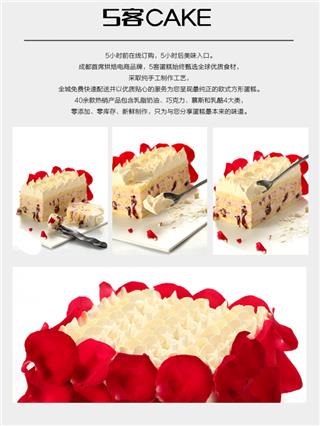 5客CAKE
5小时前在线订购，5小时后美味入口。
成都首席烘焙电商品牌，5客蛋糕始终甄选全球优质食材，
采取纯手工制作工艺，
全城免费快速配送并以优质贴心的服务为您呈现最纯正的欧式方形蛋糕。
40余款热销产品包含乳脂奶油、巧克力、慕斯和乳酪4大类，
零添加、零库存、新鲜制作，只为与您分享蛋糕最本来的味道。